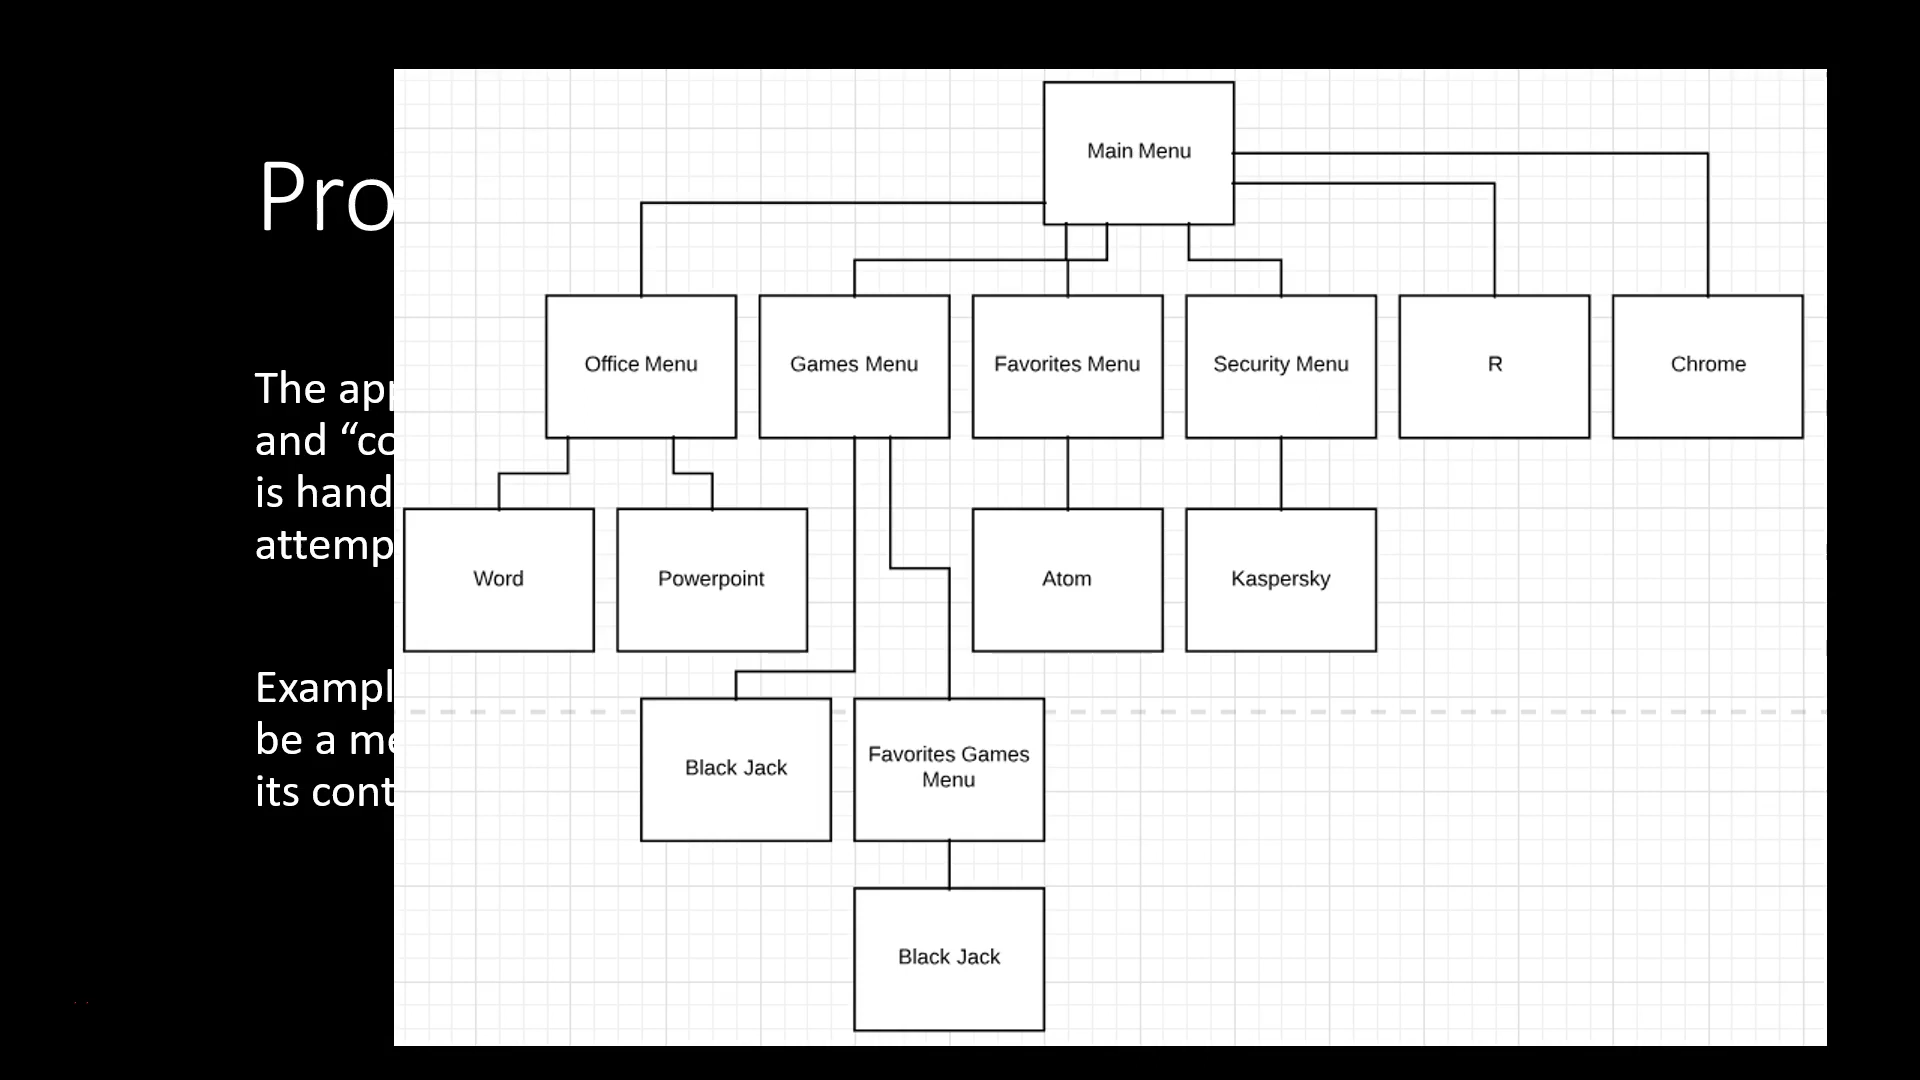 Pro
The app
and “co
is hand
attemp
Exampl
be a me
its cont
Main Menu
Office Menu
Games Menu
Favorites Menu
Security Menu
R
Chrome
Word
Powerpoint
Atom
Kaspersky
Black Jack
Favorites Games
Menu
Black Jack